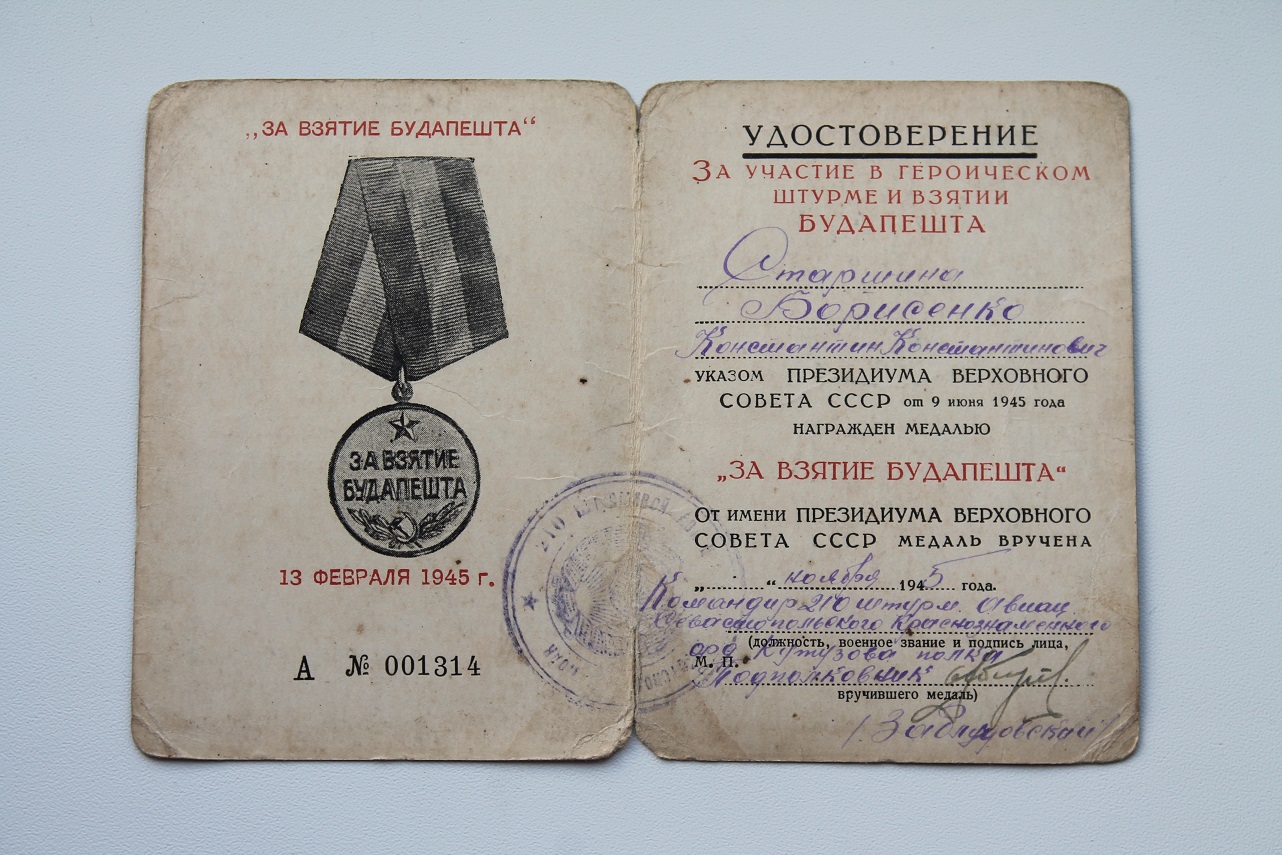 „ЗА ВЗЯТИЕ БУДАПЕШТА“
ЗА ВЗЯТИЕ
БУДАПЕШТА
13 ФЕВРАЛЯ 1945 г.
А № 001314
УДОСТОВЕРЕНИЕ
ЗА УЧАСТИЕ В ГЕРОИЧЕСКОМ
ШТУРМЕ И ВЗЯТИИ
БУДАПЕШТА
Старшина
Борисенко
Константин Константинович
УКАЗОМ ПРЕЗИДИУМА ВЕРХОВНОГО
СОВЕТА СССР от 9 июня 1945 года
НАГРАЖДЕН МЕДАЛЬЮ
„ЗА ВЗЯТИЕ БУДАПЕШТА“
От имени ПРЕЗИДИУМА ВЕРХОВНОГО
СОВЕТА СССР МЕДАЛЬ ВРУЧЕНА
„ “ ноября 1945 года.
Командир 210 штурм. Авиац.
Севастопольского Краснознаменного
(должность, военное звание и подпись лица,
орд Кутузова полка
М. П.
Подполковник
вручившего медаль)
/Заблудовский/